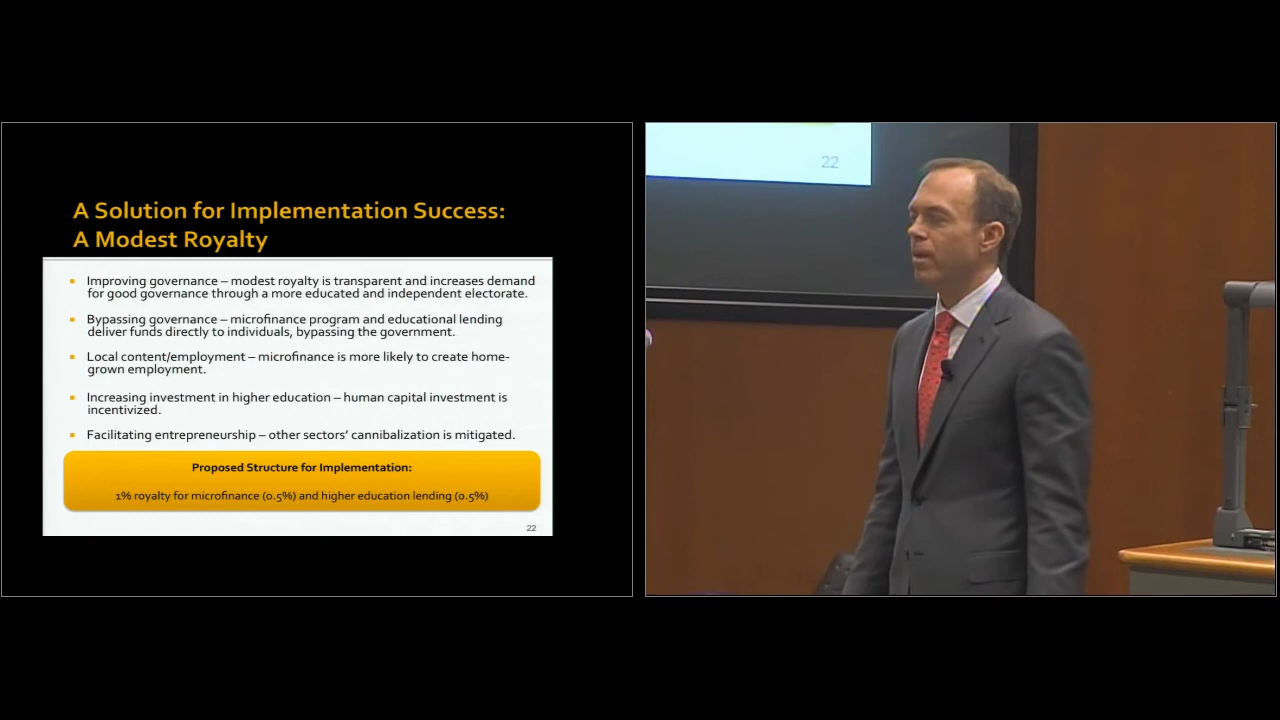 A Solution for Implementation Success:
A Modest Royalty
Improving governance – modest royalty is transparent and increases demand
for good governance through a more educated and independent electorate.
Bypassing governance – microfinance program and educational lending
deliver funds directly to individuals, bypassing the government.
Local content/employment – microfinance is more likely to create home-
grown employment.
Increasing investment in higher education – human capital investment is
incentivized.
Facilitating entrepreneurship – other sectors’ cannibalization is mitigated.
Proposed Structure for Implementation:
1% royalty for microfinance (0.5%) and higher education lending (0.5%)
22
22